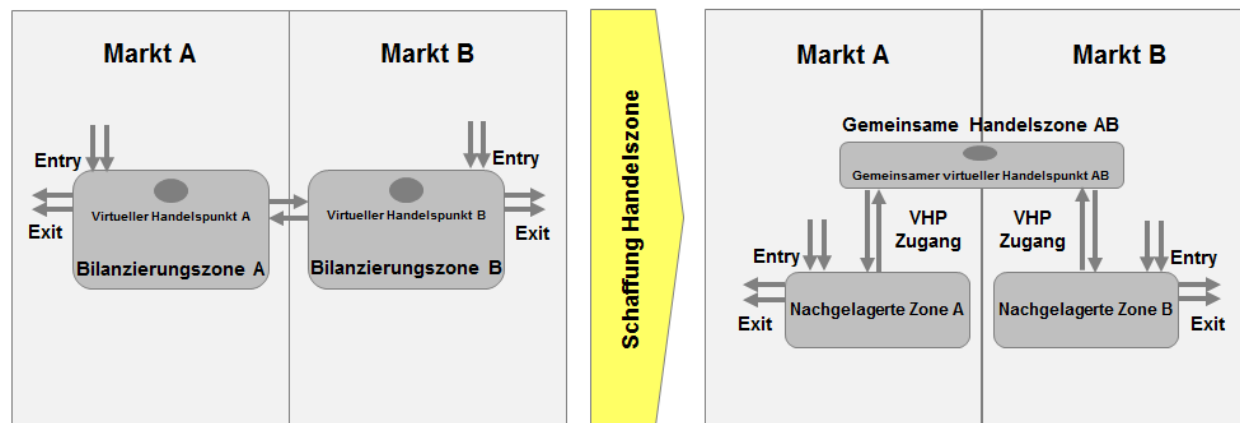 Markt A
Markt B
Entry
Entry
Virtueller Handelspunkt A
Virtueller Handelspunkt B
Exit
Exit
Bilanzierungszone A
Bilanzierungszone B
Schaffung Handelszone
Markt A
Markt B
Gemeinsame Handelszone AB
Gemeinsamer virtueller Handelspunkt AB
VHP
Zugang
VHP
Zugang
Entry
Entry
Nachgelagerte Zone A
Nachgelagerte Zone B
Exit
Exit